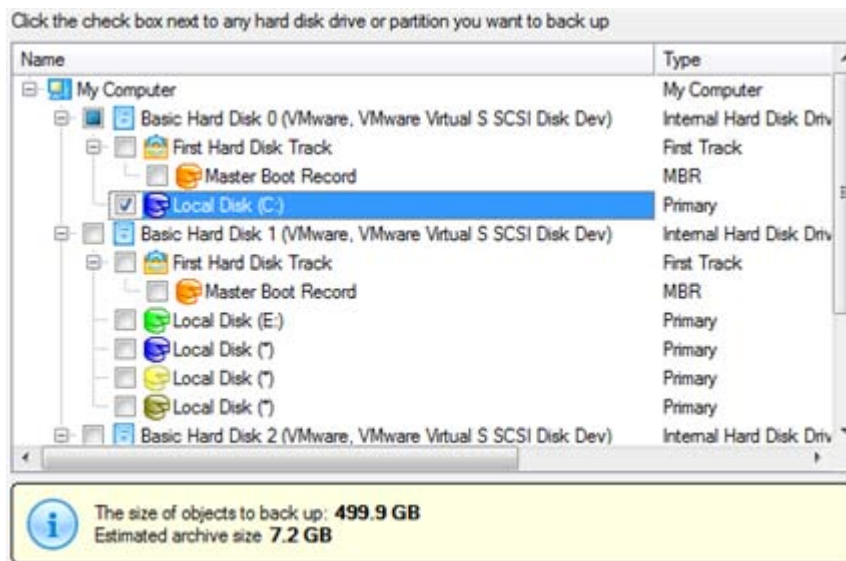 Click the check box next to any hard disk drive or partition you want to back up
Name Type
My Computer My Computer
Basic Hard Disk 0 (VMware, VMware Virtual S SCSI Disk Dev) Internal Hard Disk Driv
First Hard Disk Track First Track
Master Boot Record MBR
Local Disk (C:) Primary
Basic Hard Disk 1 (VMware, VMware Virtual S SCSI Disk Dev) Internal Hard Disk Driv
First Hard Disk Track First Track
Master Boot Record MBR
Local Disk (E:) Primary
Local Disk (*) Primary
Local Disk (*) Primary
Local Disk (*) Primary
Basic Hard Disk 2 (VMware, VMware Virtual S SCSI Disk Dev) Internal Hard Disk Driv
The size of objects to back up: 499.9 GB
Estimated archive size 7.2 GB